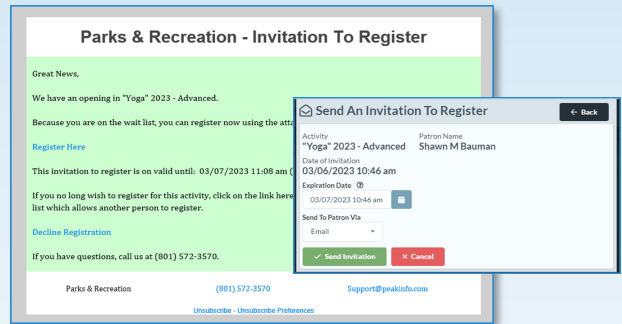 Parks & Recreation - Invitation To Register
Great News,
We have an opening in "Yoga" 2023 - Advanced.
Because you are on the wait list, you can register now using the
Register Here
This invitation to register is on valid until: 03/07/2023 11:08 am
If you no long wish to register for this activity, click on the link here
list which allows another person to register.
Decline Registration
If you have questions, call us at (801) 572-3570.
Parks & Recreation (801) 572-3570 Support@peakinfo.com
Unsubscribe - Unsubscribe Preferences
Send An Invitation To Register
← Back
Activity Patron Name
"Yoga" 2023 - Advanced Shawn M Bauman
Date of Invitation
03/06/2023 10:46 am
Expiration Date
03/07/2023 10:46 am
Send To Patron Via
Email
Send Invitation Cancel